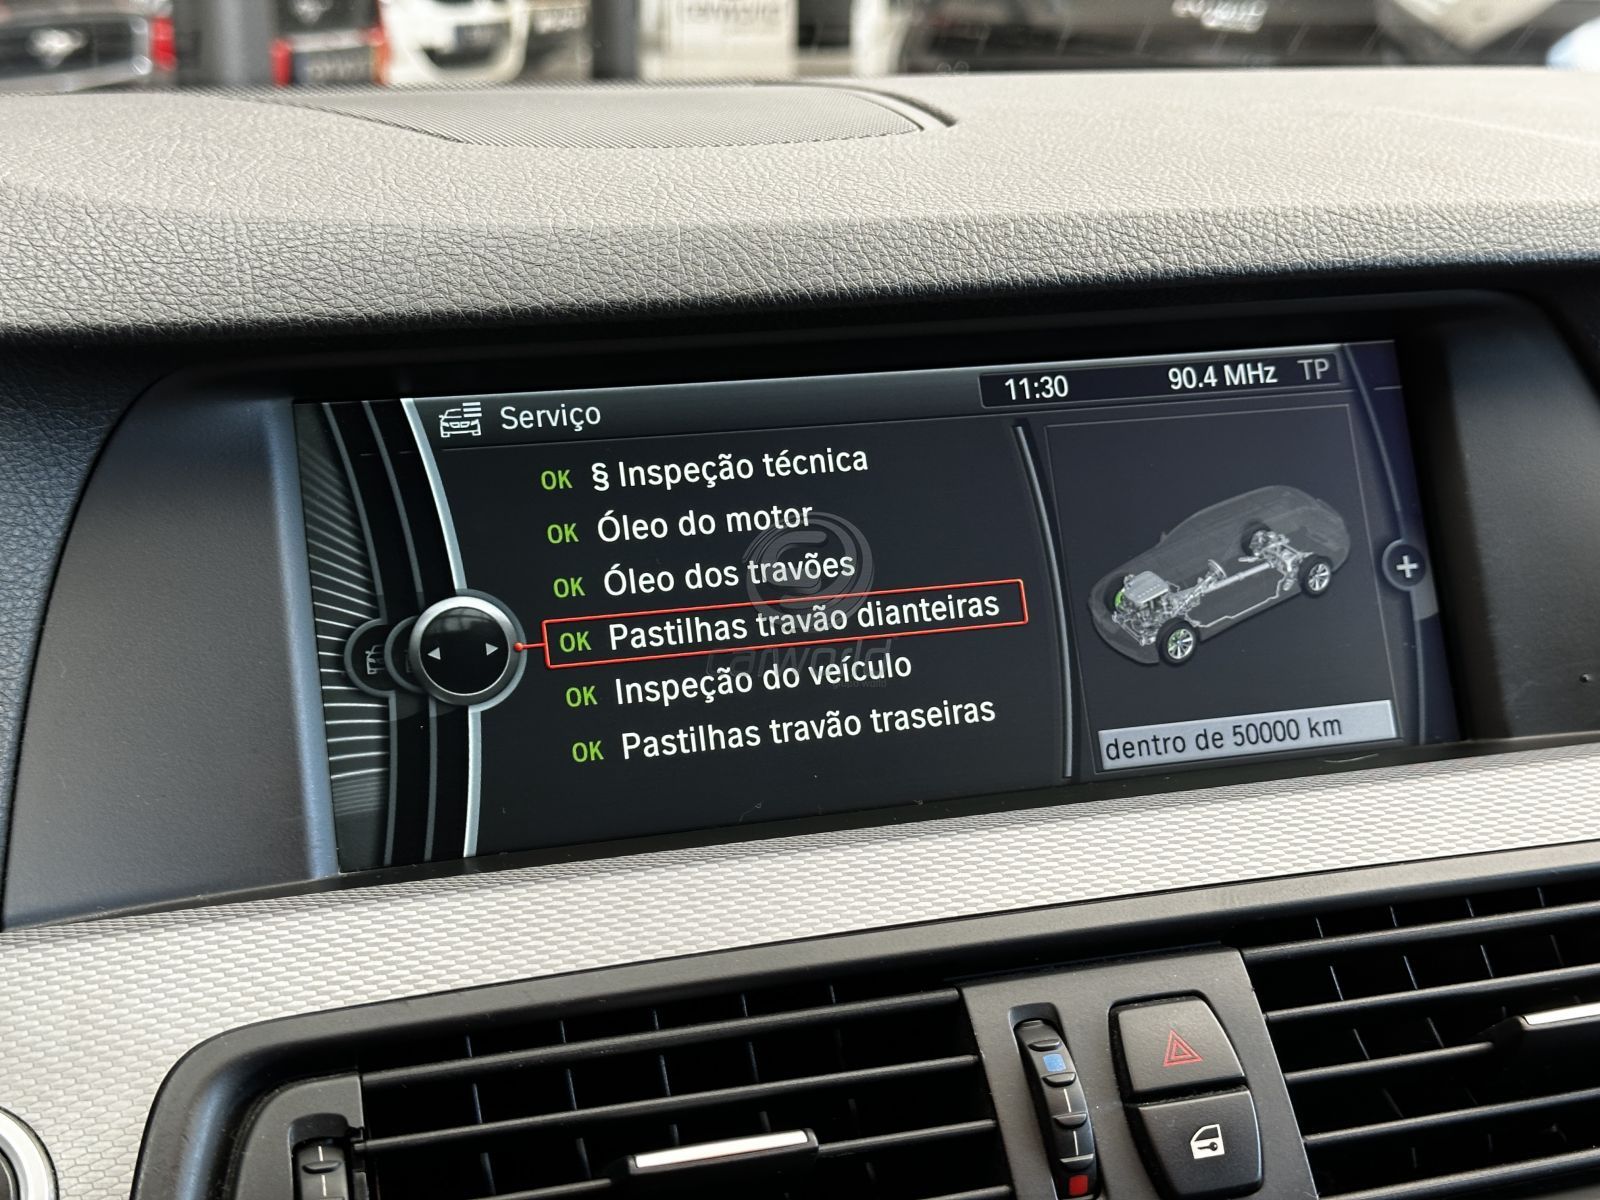 Serviço
11:30 90.4 MHz TP
OK § Inspeção técnica
OK Óleo do motor
OK Óleo dos travões
OK Pastilhas travão dianteiras
OK Inspeção do veículo
OK Pastilhas travão traseiras
dentro de 50000 km
carworld